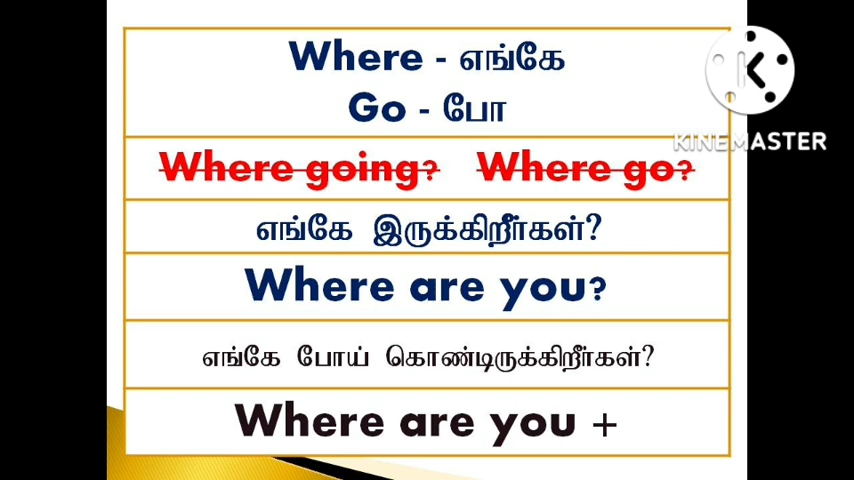 Where - எங்கே
Go - போ
KINEMASTER
Where going? Where go?
எங்கே இருக்கிறீர்கள்?
Where are you?
எங்கே போய் கொண்டிருக்கிறீர்கள்?
Where are you +